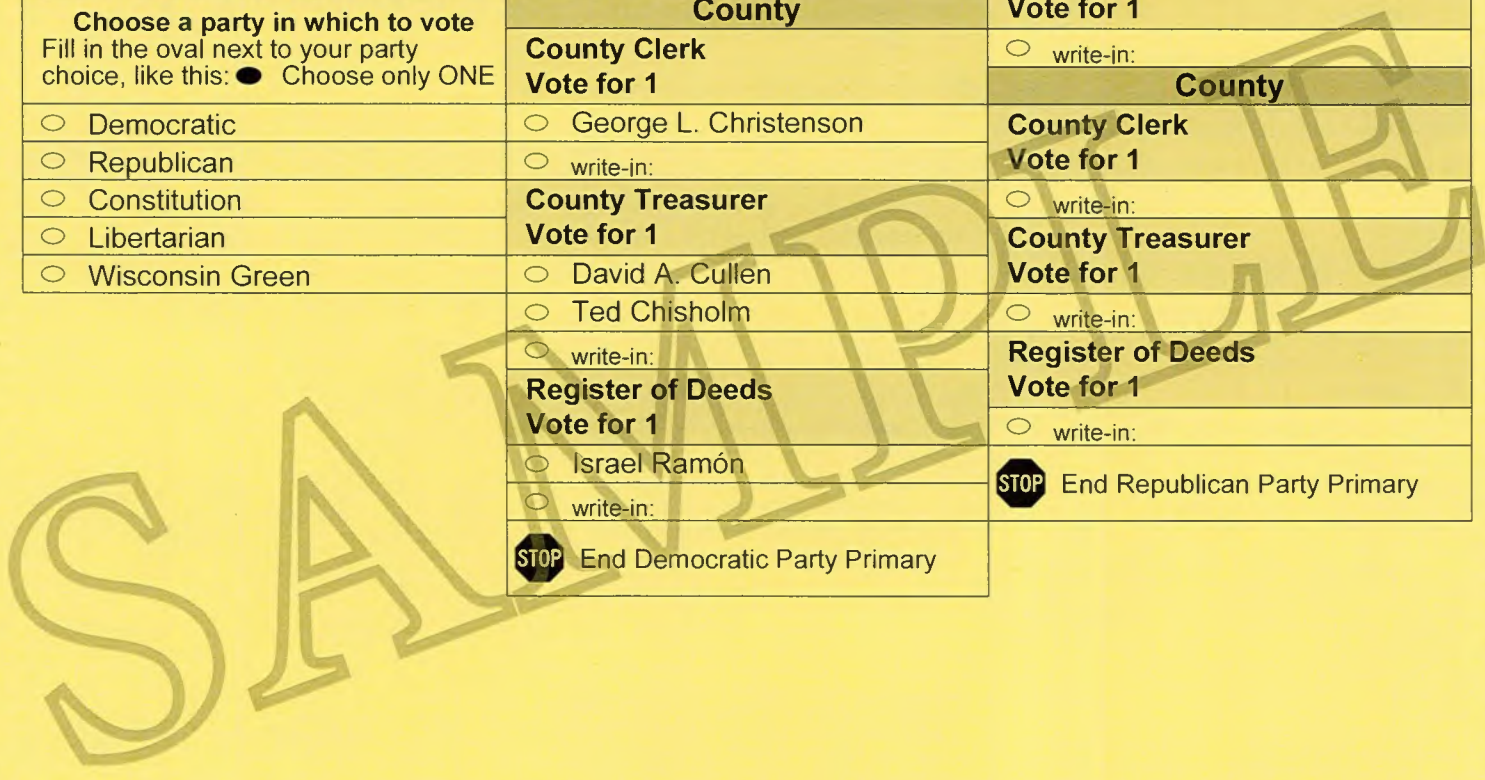 Choose a party in which to vote
Fill in the oval next to your party
choice, like this: Choose only ONE
Democratic
Republican
Constitution
Libertarian
Wisconsin Green
County
County Clerk
Vote for 1
George L. Christenson
write-in:
County Treasurer
Vote for 1
David A. Cullen
Ted Chisholm
write-in:
Register of Deeds
Vote for 1
Israel Ramón
write-in:
STOP End Democratic Party Primary
Vote for 1
write-in:
County
County Clerk
Vote for 1
write-in:
County Treasurer
Vote for 1
write-in:
Register of Deeds
Vote for 1
write-in:
STOP End Republican Party Primary
SAMPLE